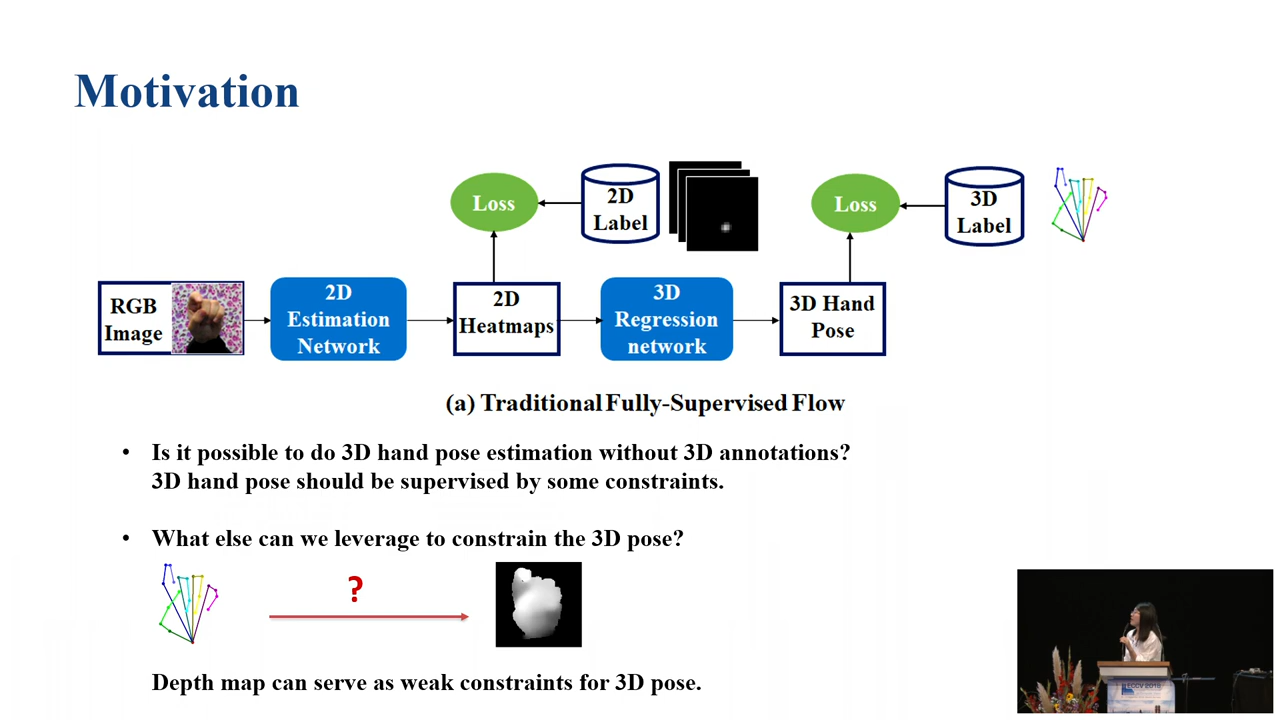 Motivation
Loss
2D
Label
Loss
3D
Label
RGB
Image
2D
Estimation
Network
2D
Heatmaps
3D
Regression
network
3D Hand
Pose
(a) Traditional Fully-Supervised Flow
• Is it possible to do 3D hand pose estimation without 3D annotations?
3D hand pose should be supervised by some constraints.
• What else can we leverage to constrain the 3D pose?
?
Depth map can serve as weak constraints for 3D pose.
ECCV 2018